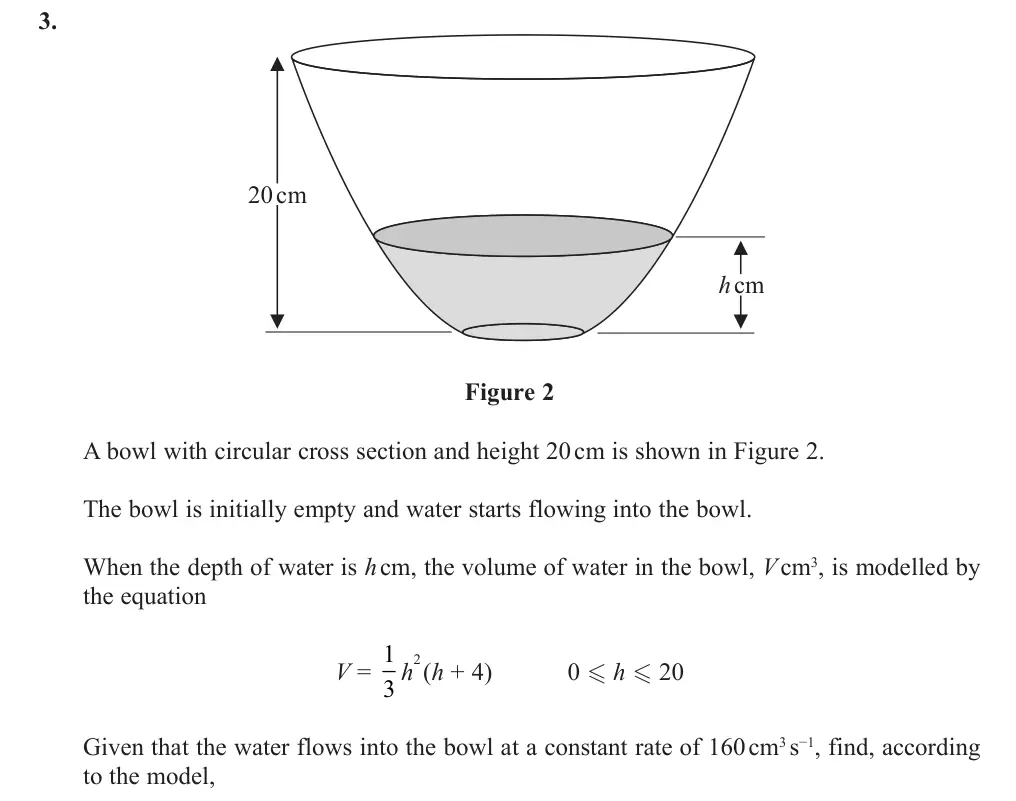 3.
20 cm
h cm
Figure 2
A bowl with circular cross section and height 20 cm is shown in Figure 2.
The bowl is initially empty and water starts flowing into the bowl.
When the depth of water is h cm, the volume of water in the bowl, V cm³, is modelled by
the equation
V = 1/3 h² (h + 4)    0 ⩽ h ⩽ 20
Given that the water flows into the bowl at a constant rate of 160 cm³ s⁻¹, find, according
to the model,